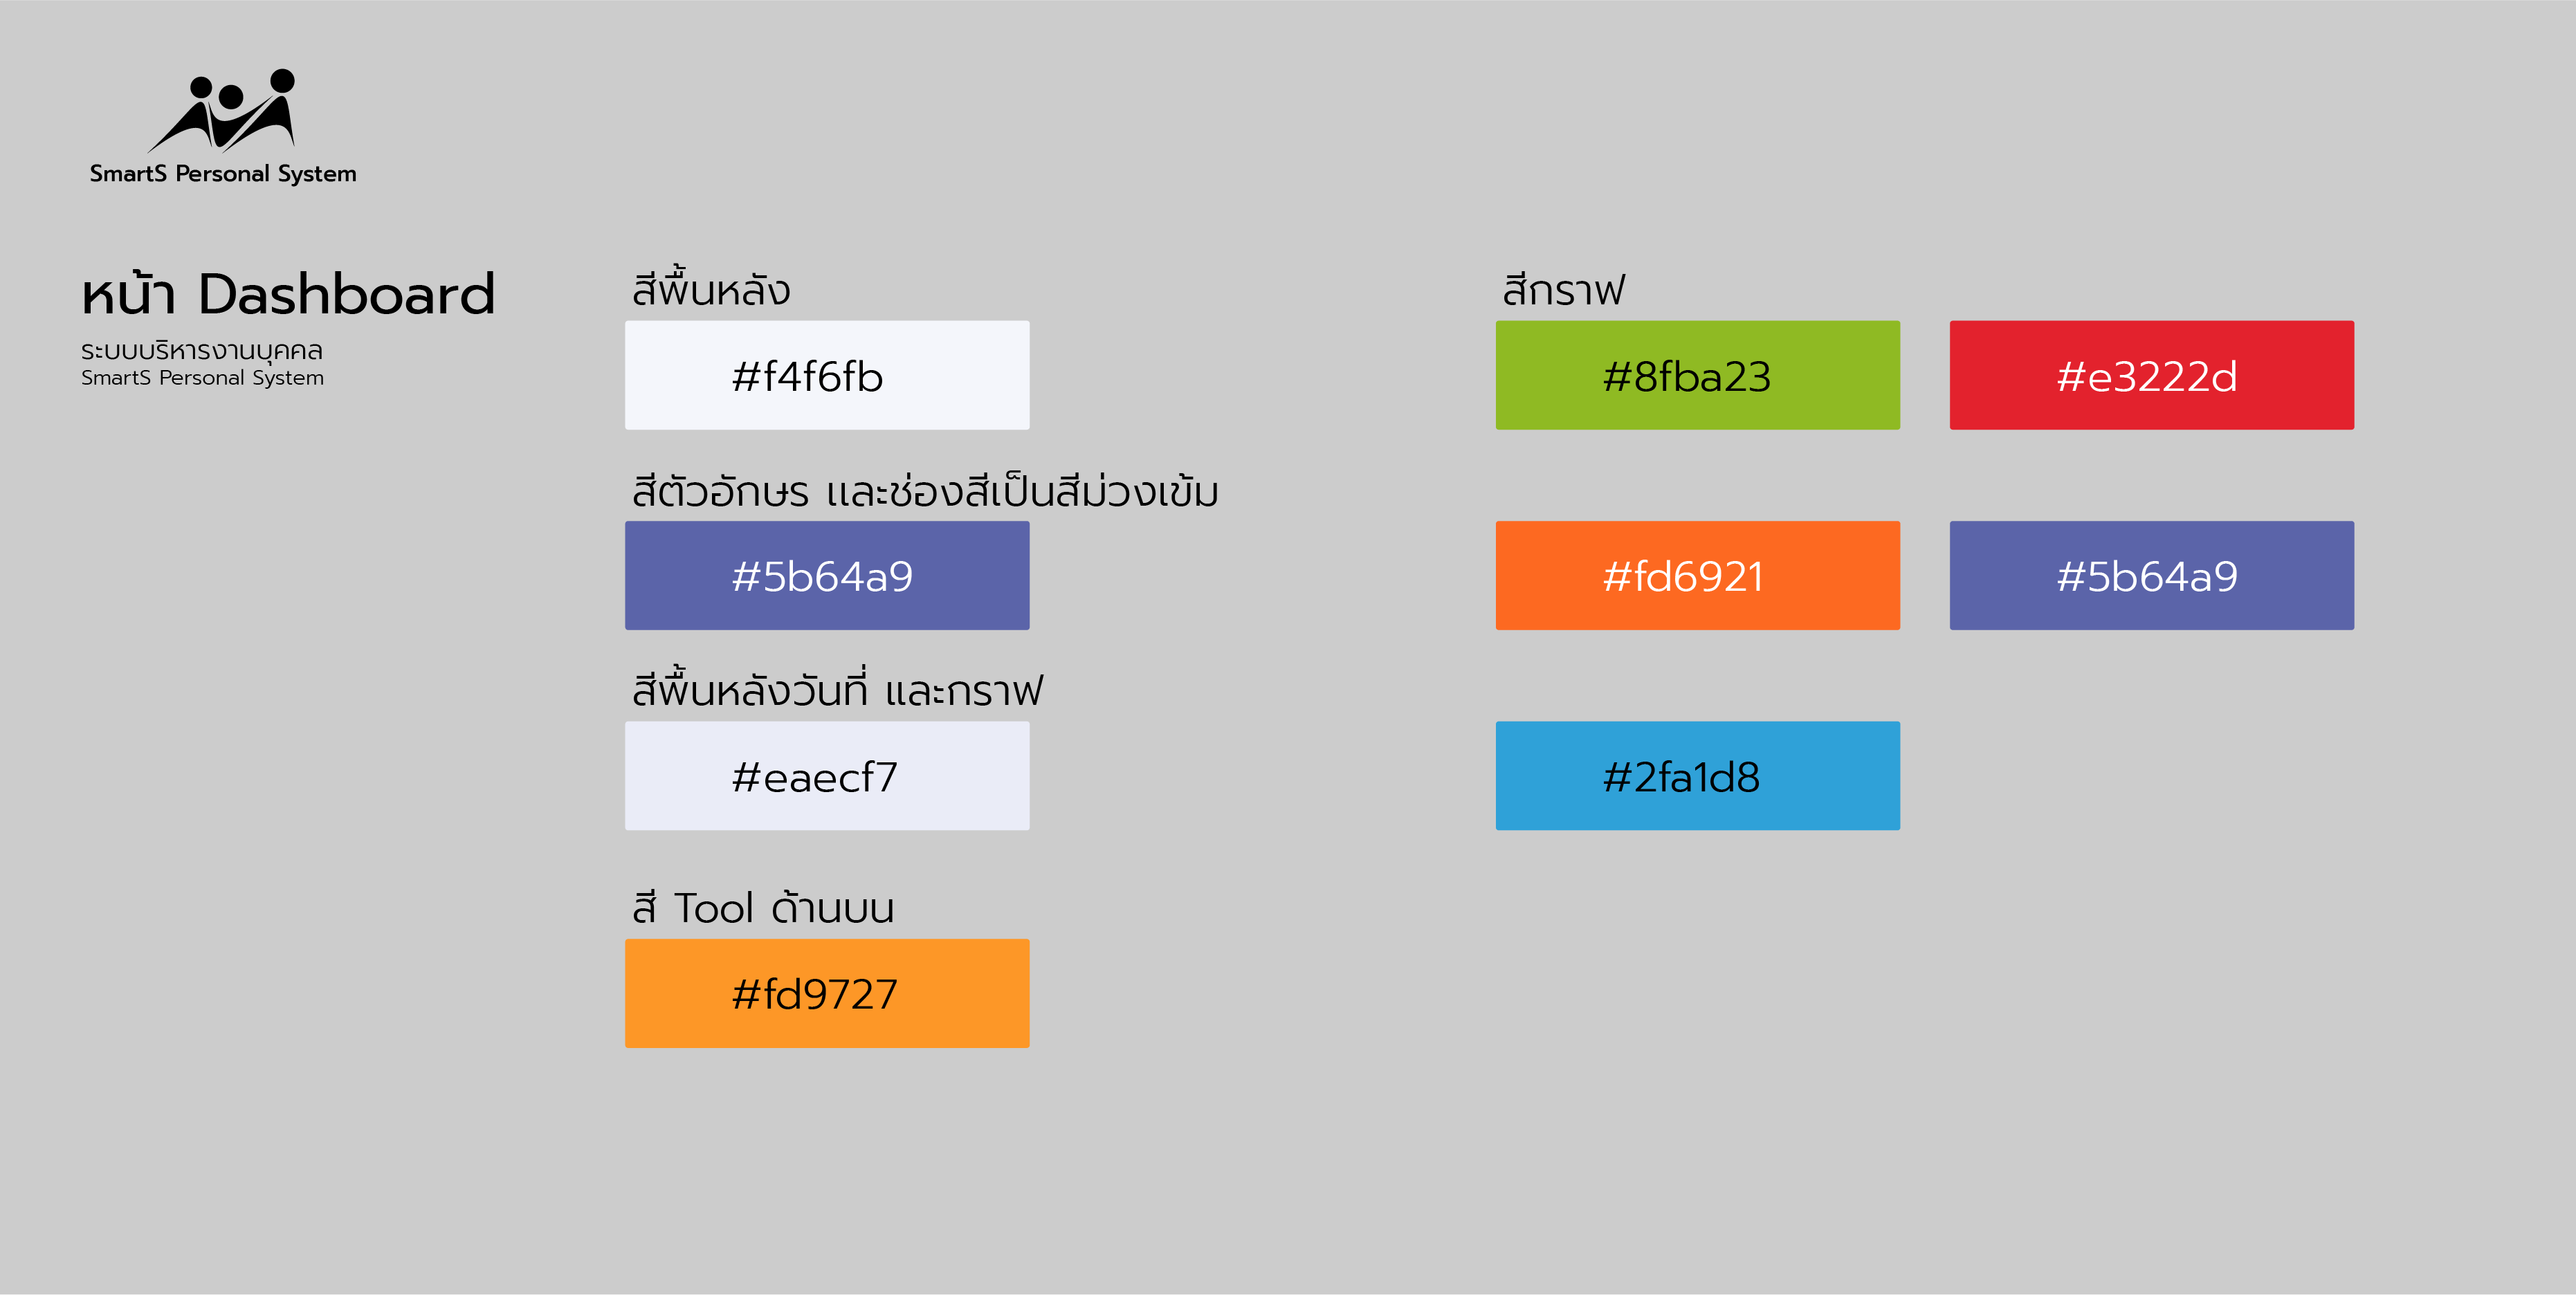 SmartS Personal System
หน้า Dashboard
ระบบบริหารงานบุคคล
SmartS Personal System
สีพื้นหลัง
#f4f6fb
สีตัวอักษร และช่องสีเป็นสีม่วงเข้ม
#5b64a9
สีพื้นหลังวันที่ และกราฟ
#eaecf7
สี Tool ด้านบน
#fd9727
สีกราฟ
#8fba23
#e3222d
#fd6921
#5b64a9
#2fa1d8